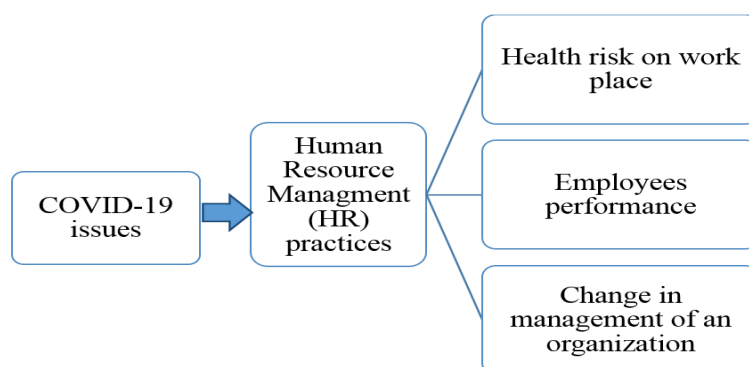 COVID-19
issues
Human
Resource
Managment
(HR)
practices
Health risk on work
place
Employees
performance
Change in
management of an
organization